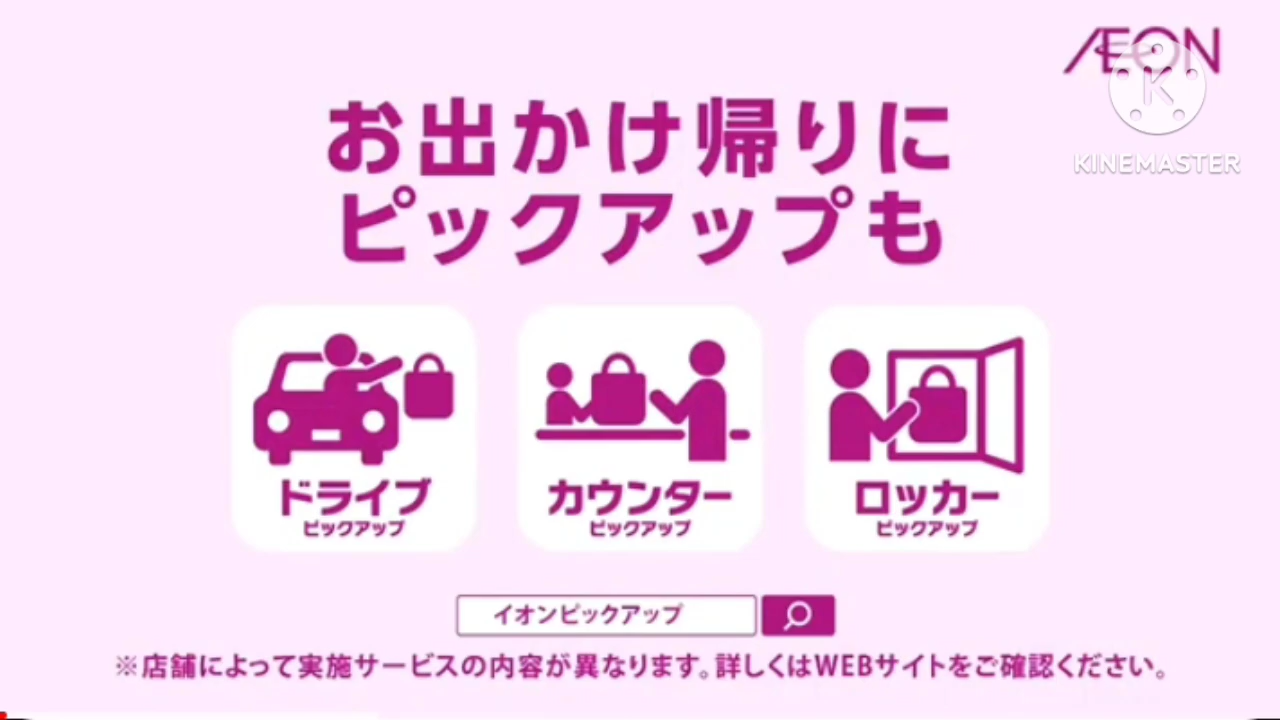 ÆON
KINEMASTER
お出かけ帰りに
ピックアップも
ドライブ
ピックアップ
カウンター
ピックアップ
ロッカー
ピックアップ
イオンピックアップ
※店舗によって実施サービスの内容が異なります。詳しくはWEBサイトをご確認ください。